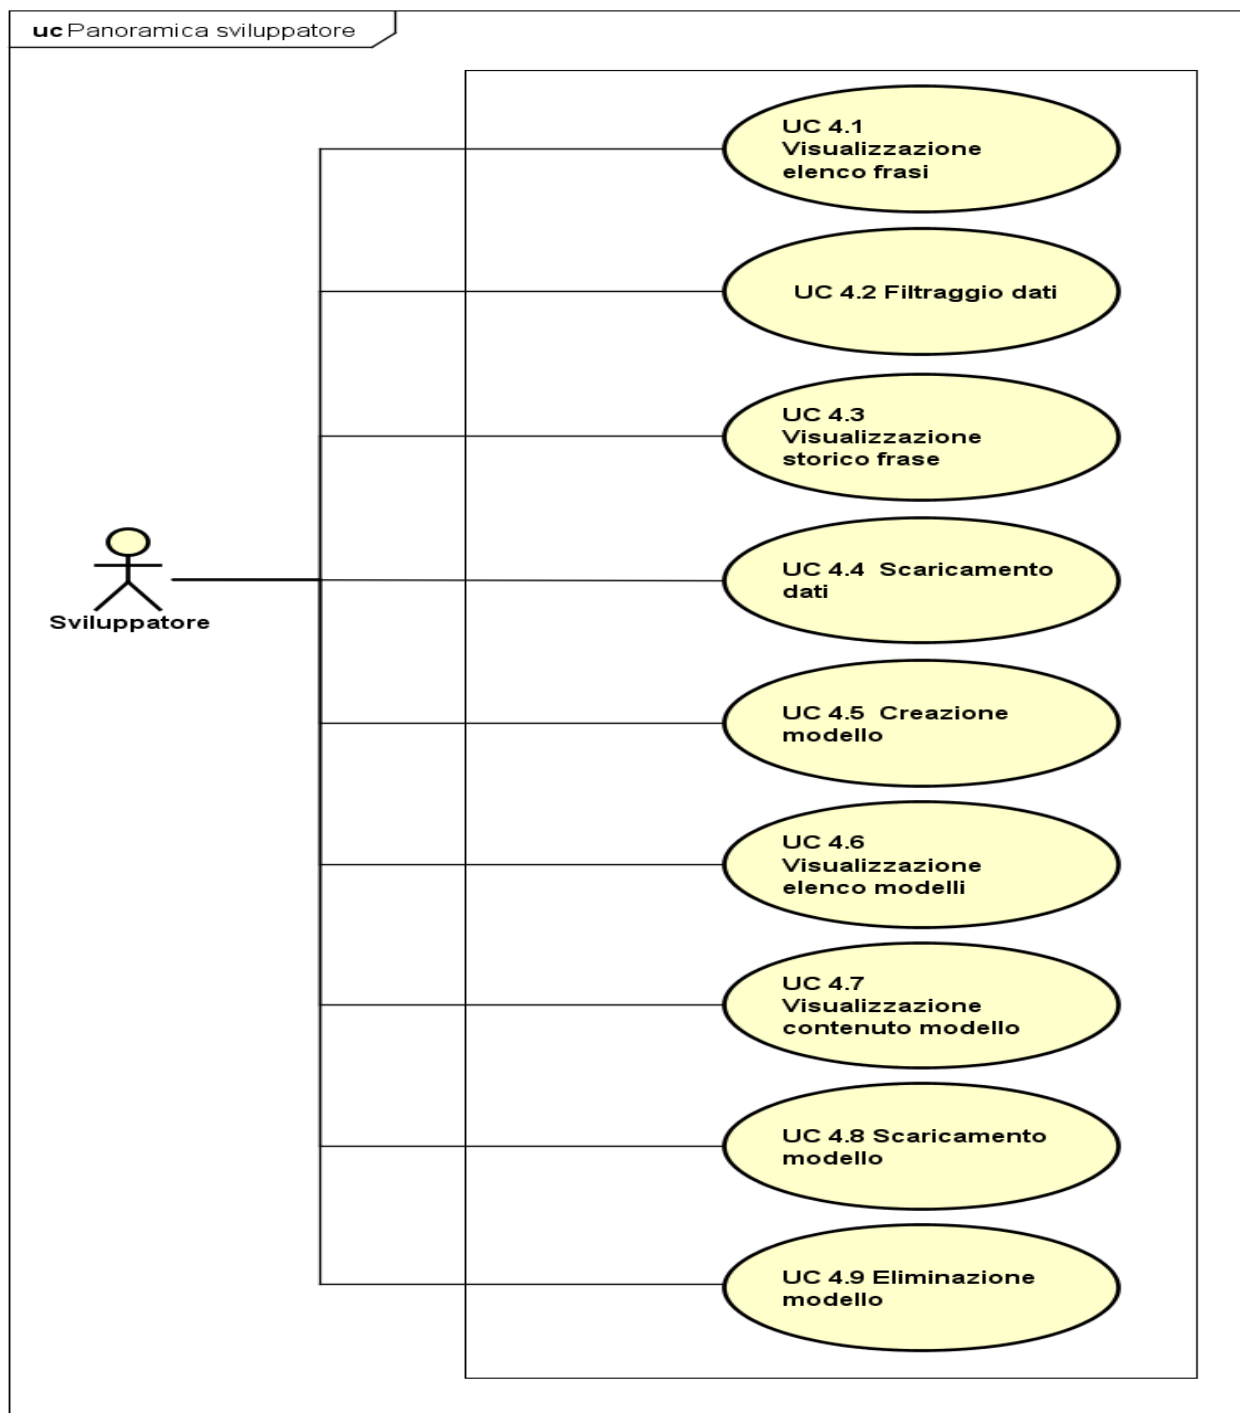 uc Panoramica sviluppatore
UC 4.1
Visualizzazione
elenco frasi
UC 4.2 Filtraggio dati
UC 4.3
Visualizzazione
storico frase
UC 4.4 Scaricamento
dati
Sviluppatore
UC 4.5 Creazione
modello
UC 4.6
Visualizzazione
elenco modelli
UC 4.7
Visualizzazione
contenuto modello
UC 4.8 Scaricamento
modello
UC 4.9 Eliminazione
modello